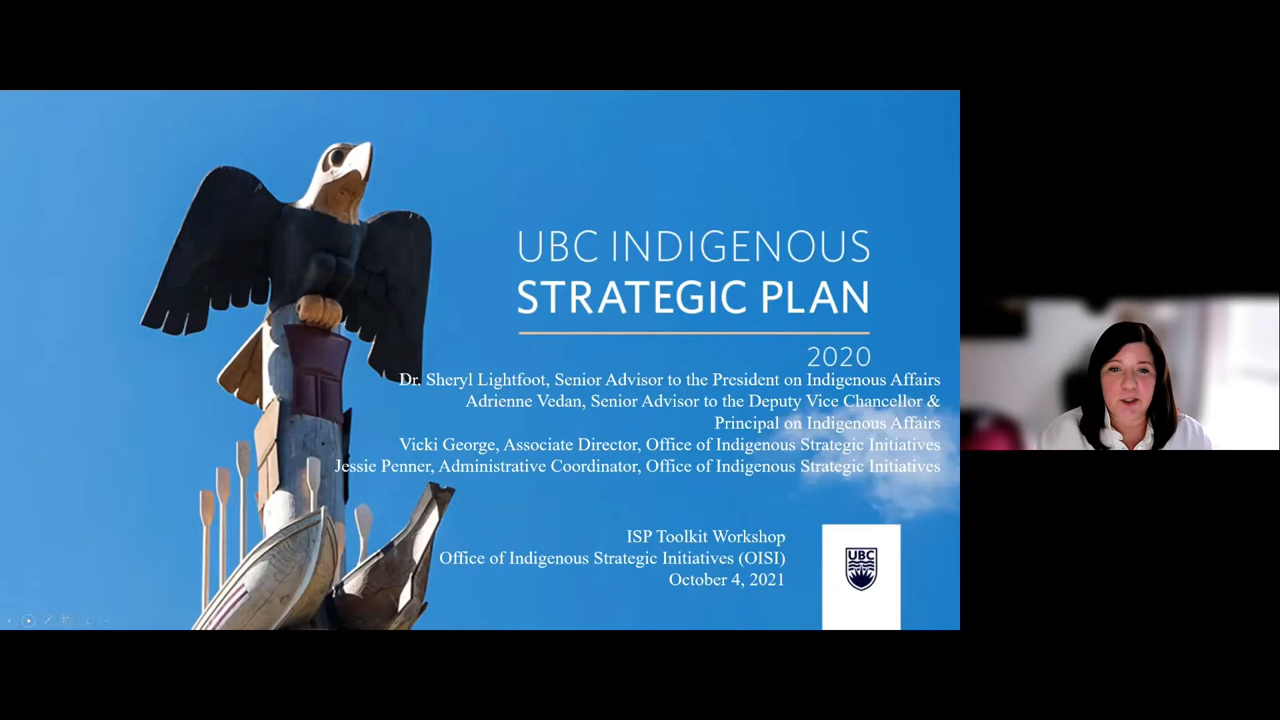 UBC INDIGENOUS
STRATEGIC PLAN
2020
Dr. Sheryl Lightfoot, Senior Advisor to the President on Indigenous Affairs
Adrienne Vedan, Senior Advisor to the Deputy Vice Chancellor &
Principal on Indigenous Affairs
Vicki George, Associate Director, Office of Indigenous Strategic Initiatives
Jessie Penner, Administrative Coordinator, Office of Indigenous Strategic Initiatives
ISP Toolkit Workshop
Office of Indigenous Strategic Initiatives (OISI)
October 4, 2021
UBC